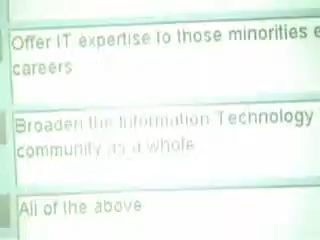 Offer IT expertise to those minorities e
careers
Broaden the Information Technology
community as a whole
All of the above